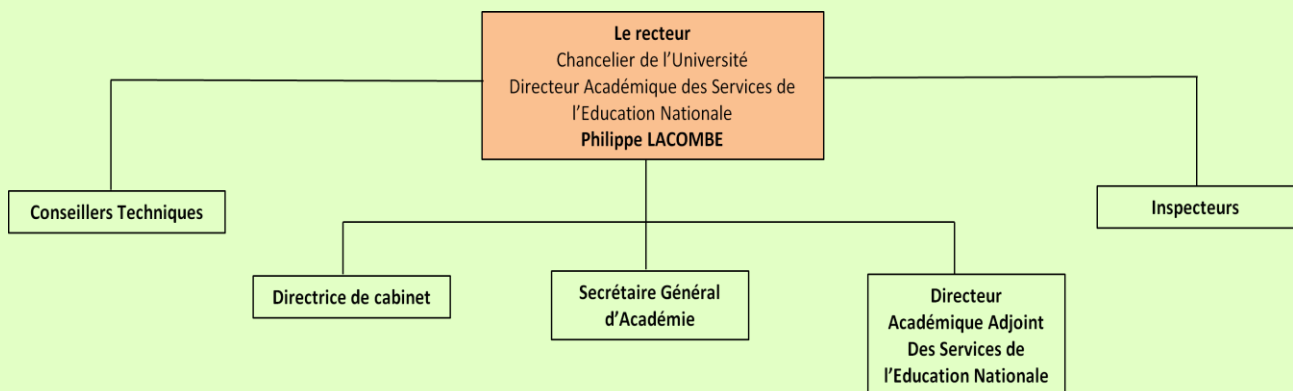 Le recteur
Chancelier de l’Université
Directeur Académique des Services de
l’Education Nationale
Philippe LACOMBE
Conseillers Techniques
Inspecteurs
Directrice de cabinet
Secrétaire Général
d’Académie
Directeur
Académique Adjoint
Des Services de
l’Education Nationale